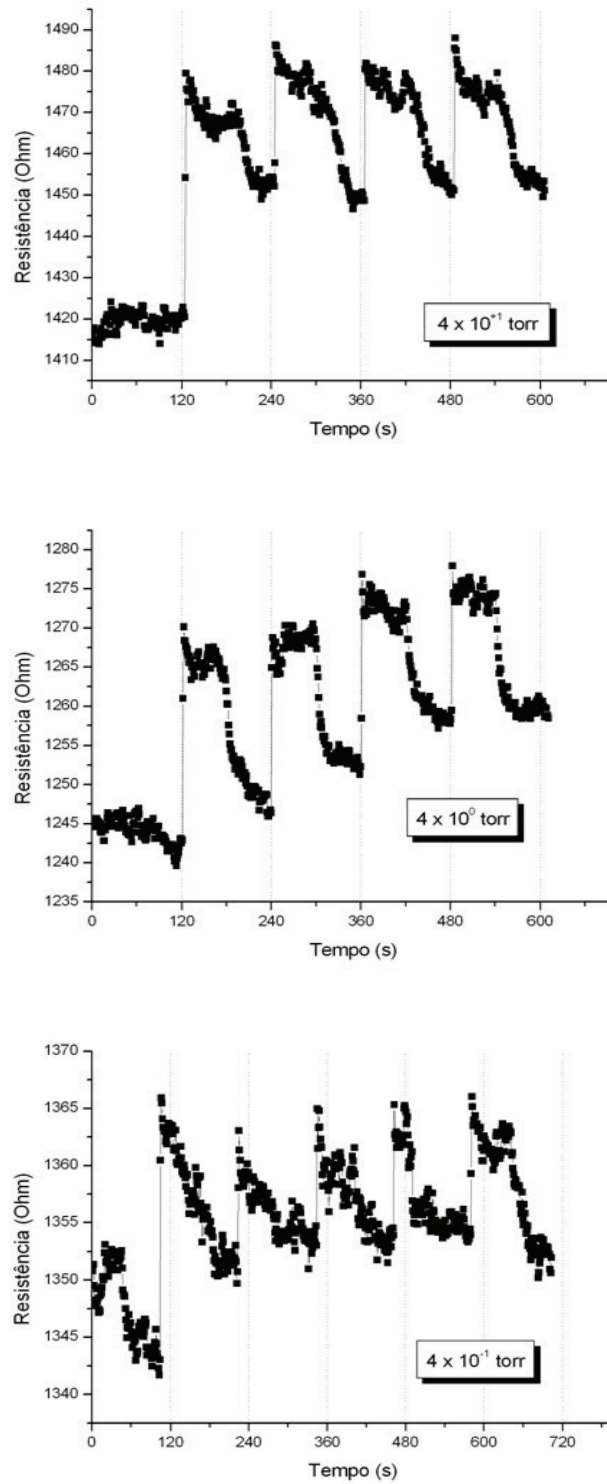 1490
1480
1470
1460
1450
1440
1430
1420
1410
Resistência (Ohm)
4 x 10⁺¹ torr
0 120 240 360 480 600
Tempo (s)
1280
1275
1270
1265
1260
1255
1250
1245
1240
1235
Resistência (Ohm)
4 x 10⁰ torr
0 120 240 360 480 600
Tempo (s)
1370
1365
1360
1355
1350
1345
1340
Resistência (Ohm)
4 x 10⁻¹ torr
0 120 240 360 480 600 720
Tempo (s)